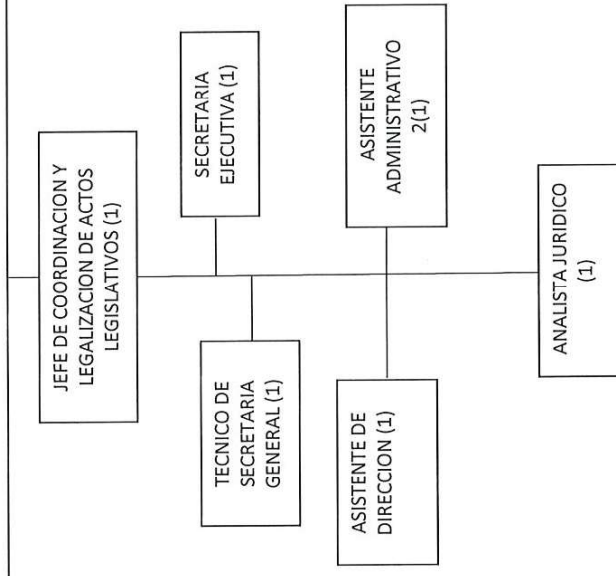 JEFE DE COORDINACION Y
LEGALIZACION DE ACTOS
LEGISLATIVOS (1)
SECRETARIA
EJECUTIVA (1)
TECNICO DE
SECRETARIA
GENERAL (1)
ASISTENTE
ADMINISTRATIVO
2(1)
ASISTENTE DE
DIRECCION (1)
ANALISTA JURIDICO
(1)